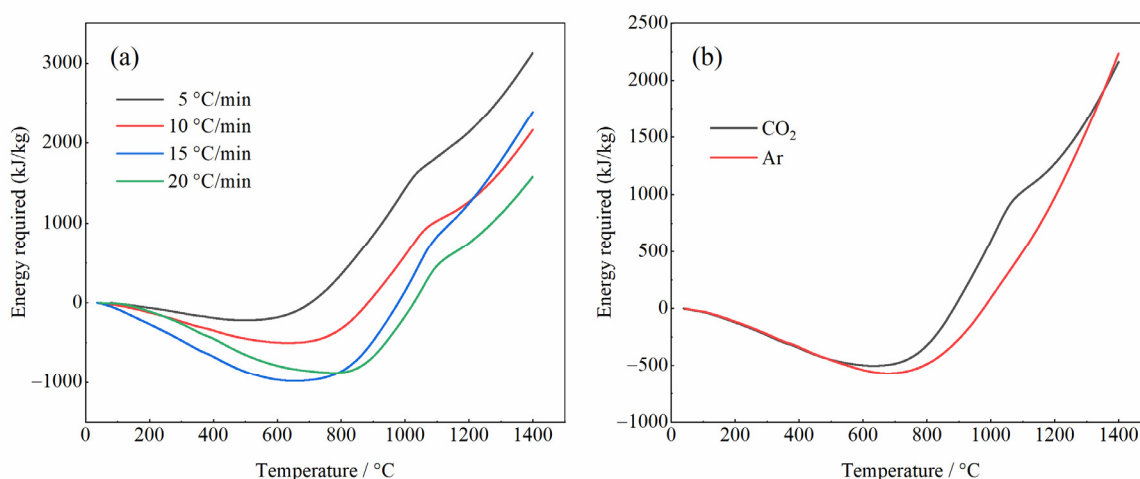 (a)
5 °C/min
10 °C/min
15 °C/min
20 °C/min
Energy required (kJ/kg)
3000
2000
1000
0
−1000
0 200 400 600 800 1000 1200 1400
Temperature / °C
(b)
CO₂
Ar
Energy required (kJ/kg)
2500
2000
1500
1000
500
0
−500
−1000
0 200 400 600 800 1000 1200 1400
Temperature / °C